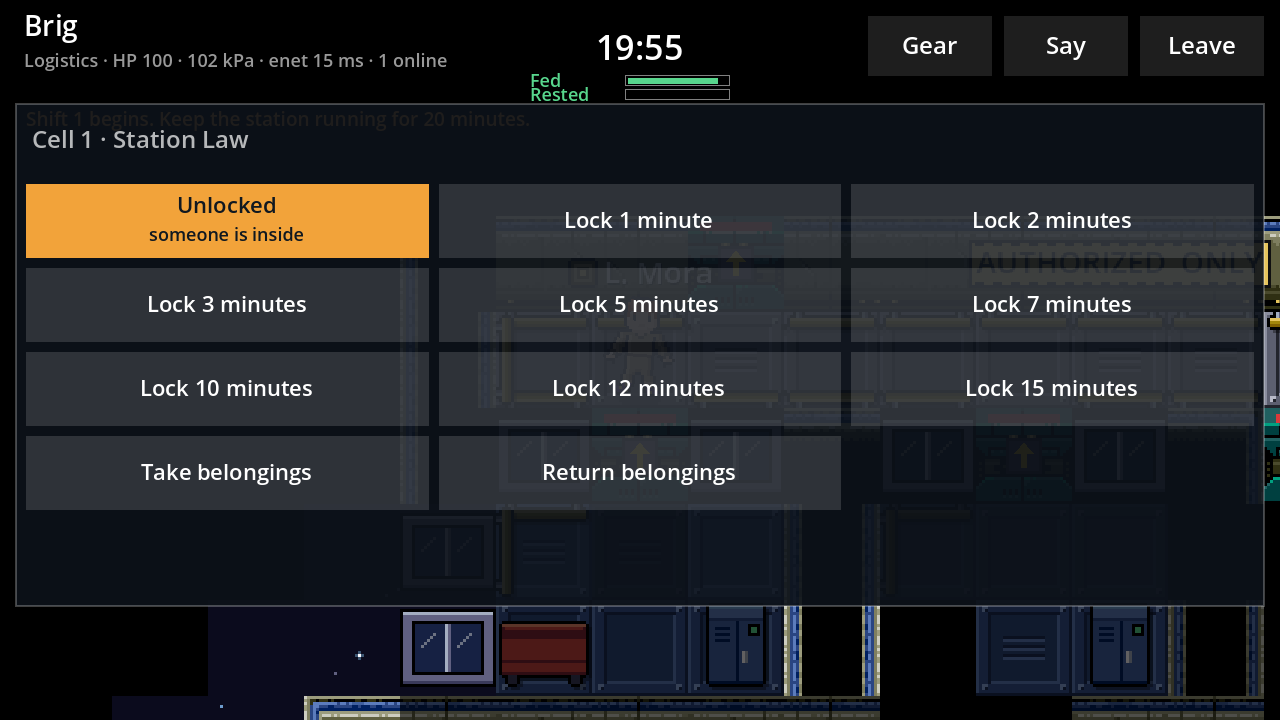 Brig
Logistics · HP 100 · 102 kPa · enet 15 ms · 1 online
19:55
Fed
Rested
Gear
Say
Leave
Shift 1 begins. Keep the station running for 20 minutes.
Cell 1 · Station Law
Unlocked
someone is inside
Lock 1 minute
Lock 2 minutes
L. Mora
AUTHORIZED ONLY
Lock 3 minutes
Lock 5 minutes
Lock 7 minutes
Lock 10 minutes
Lock 12 minutes
Lock 15 minutes
Take belongings
Return belongings